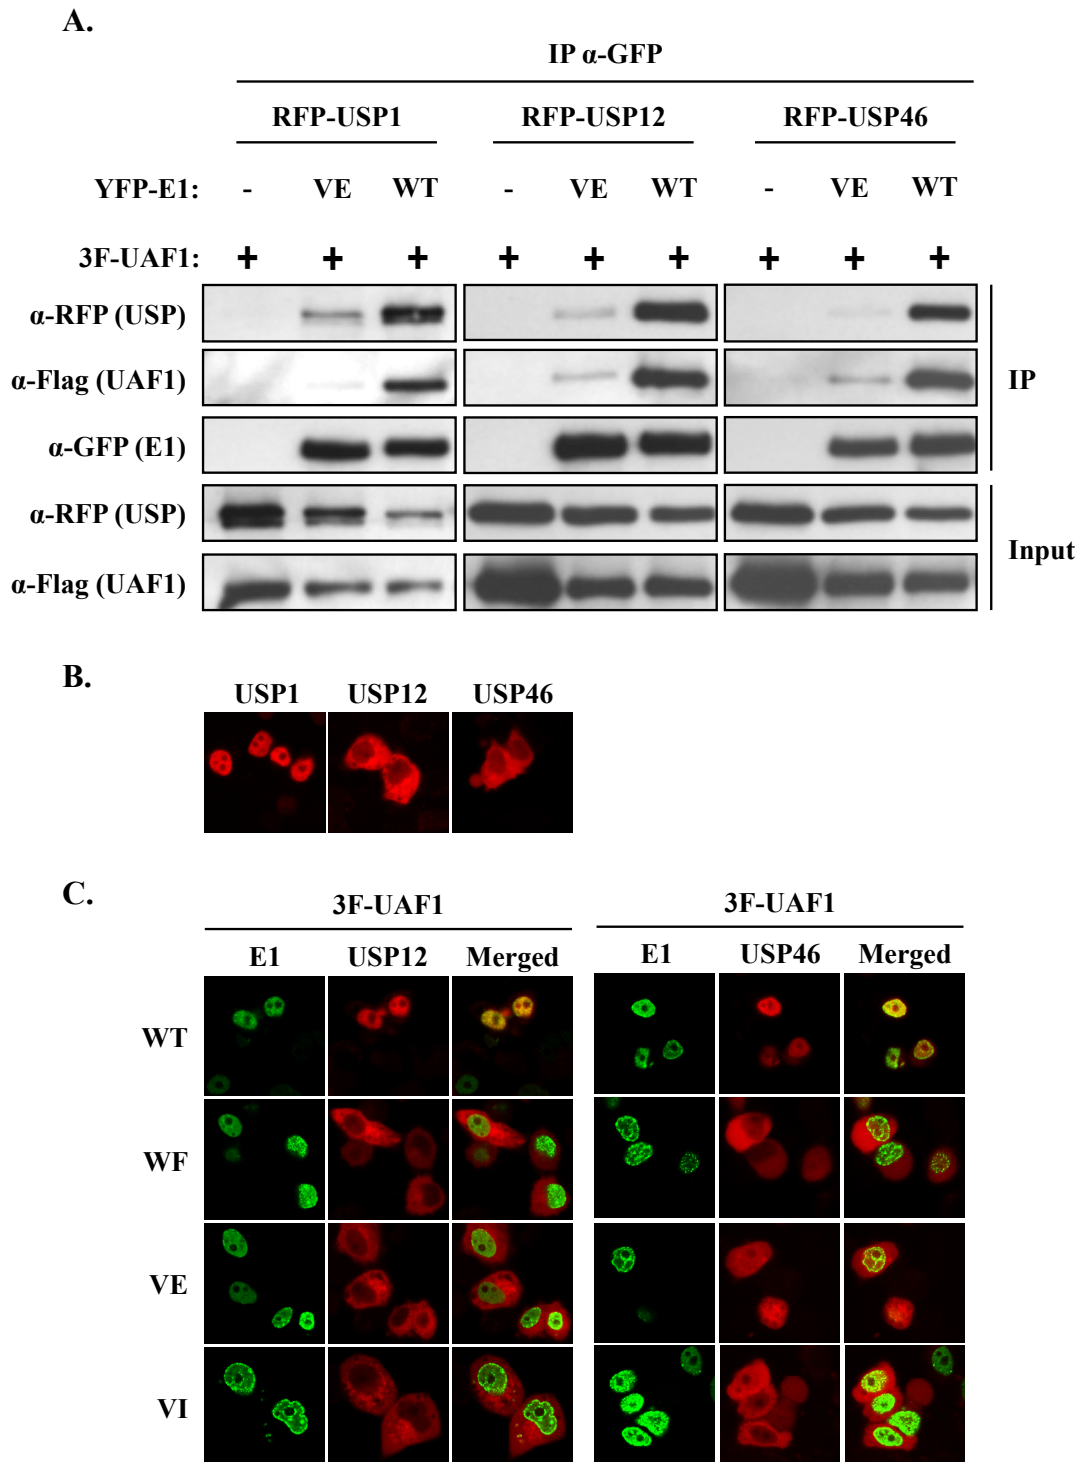 A.
IP α-GFP
RFP-USP1 RFP-USP12 RFP-USP46
YFP-E1: - VE WT - VE WT - VE WT
3F-UAF1: + + + + + + + + +
α-RFP (USP)
α-Flag (UAF1) IP
α-GFP (E1)
α-RFP (USP)
Input
α-Flag (UAF1)
B.
USP1 USP12 USP46
C.
3F-UAF1 3F-UAF1
E1 USP12 Merged E1 USP46 Merged
WT
WF
VE
VI